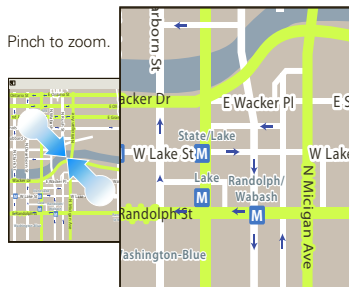 Pinch to zoom.
arborn St
acker Dr
E Wacker Pl
E S
State/Lake
W Lake St
M
W Lake
Lake
M
Randolph/
Wabash
Randolph St
M
N Micigan Ave
ashington-Blue